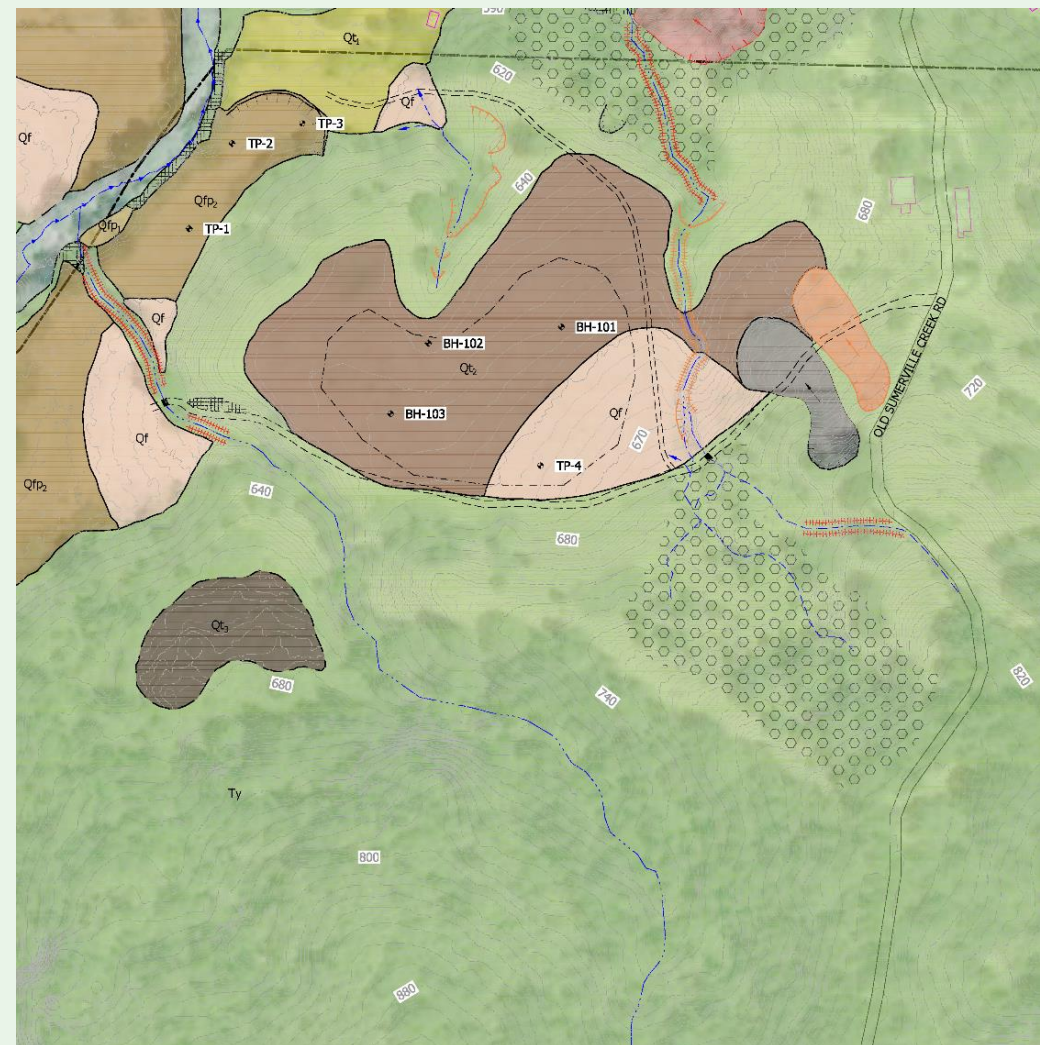 590
Qt₁
620
Qf
Qf
TP-3
TP-2
640
680
Qfp₂
Qfp₁
TP-1
Qf
BH-101
BH-102
Qt₂
OLD SUMERVILLE CREEK RD
720
BH-103
Qf
670
Qf
TP-4
Qfp₂
640
680
Qt₃
680
740
820
Ty
800
880